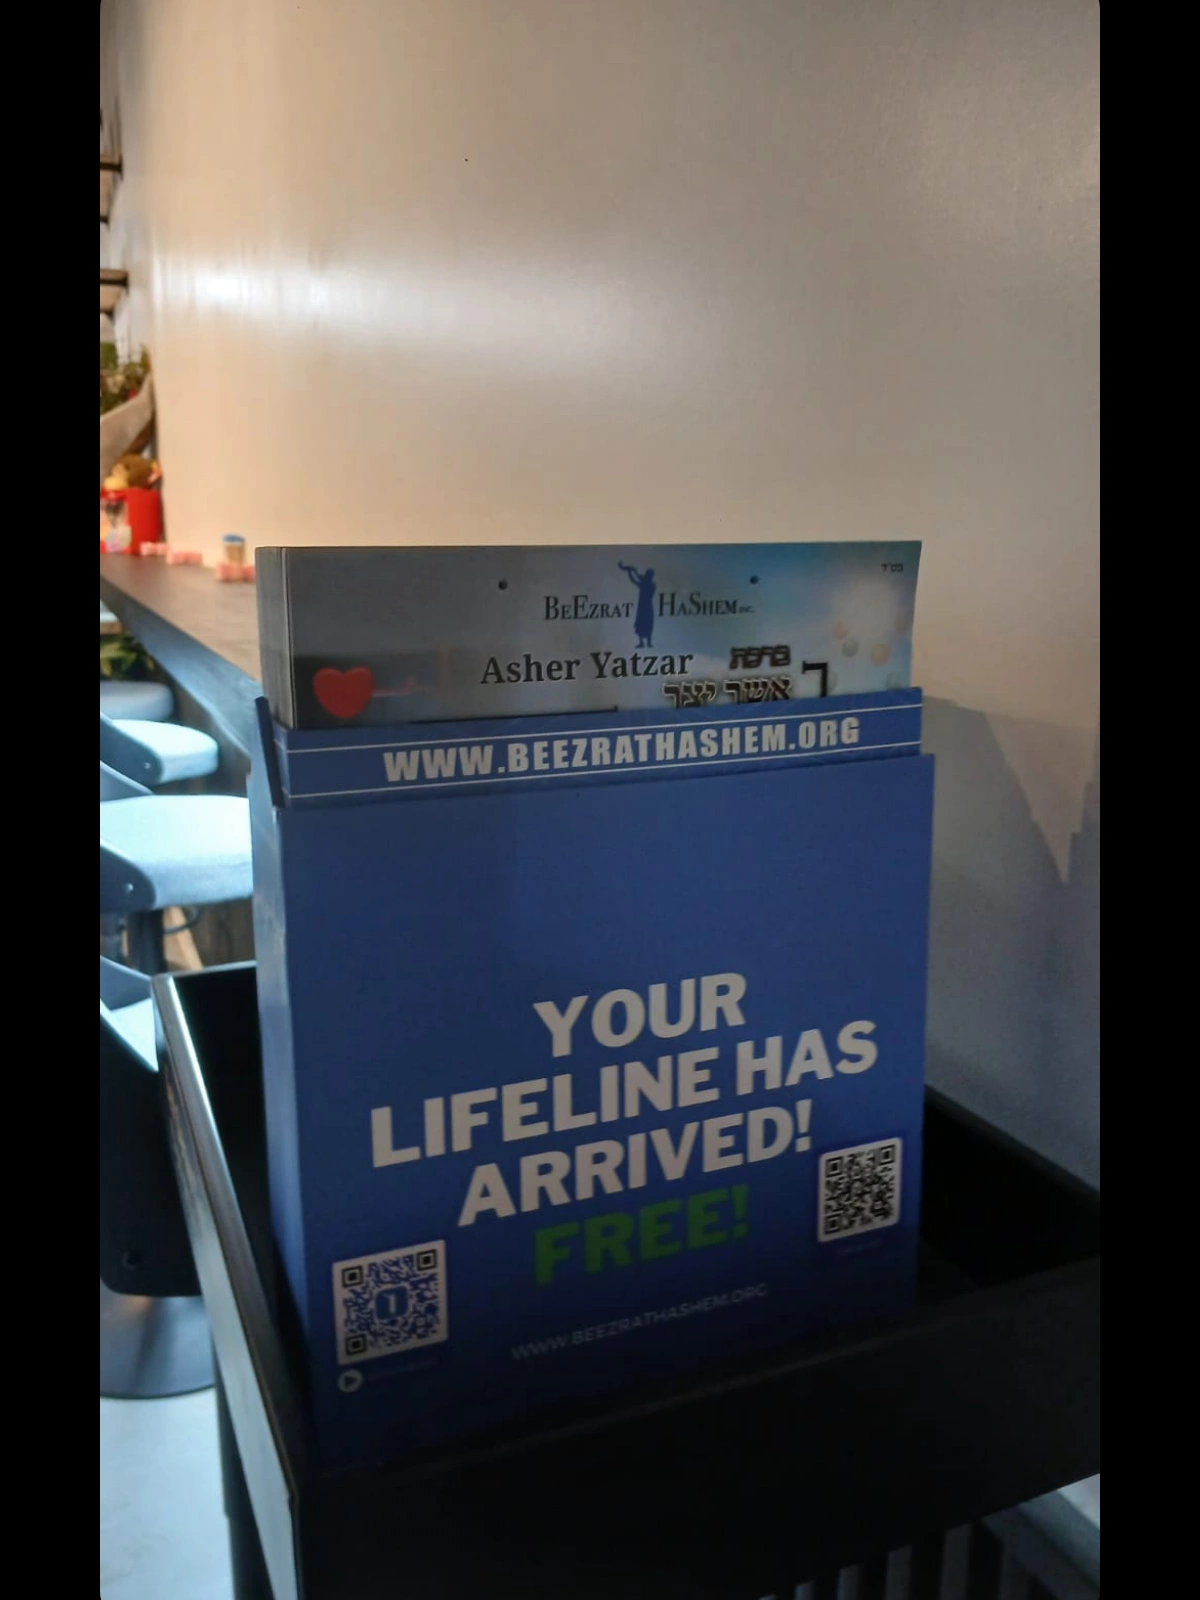 בס"ד
BEEZRAT HASHEM INC.
Asher Yatzar ברכת
אשר יצר
WWW.BEEZRATHASHEM.ORG
YOUR
LIFELINE HAS
ARRIVED!
FREE!
WWW.BEEZRATHASHEM.ORG